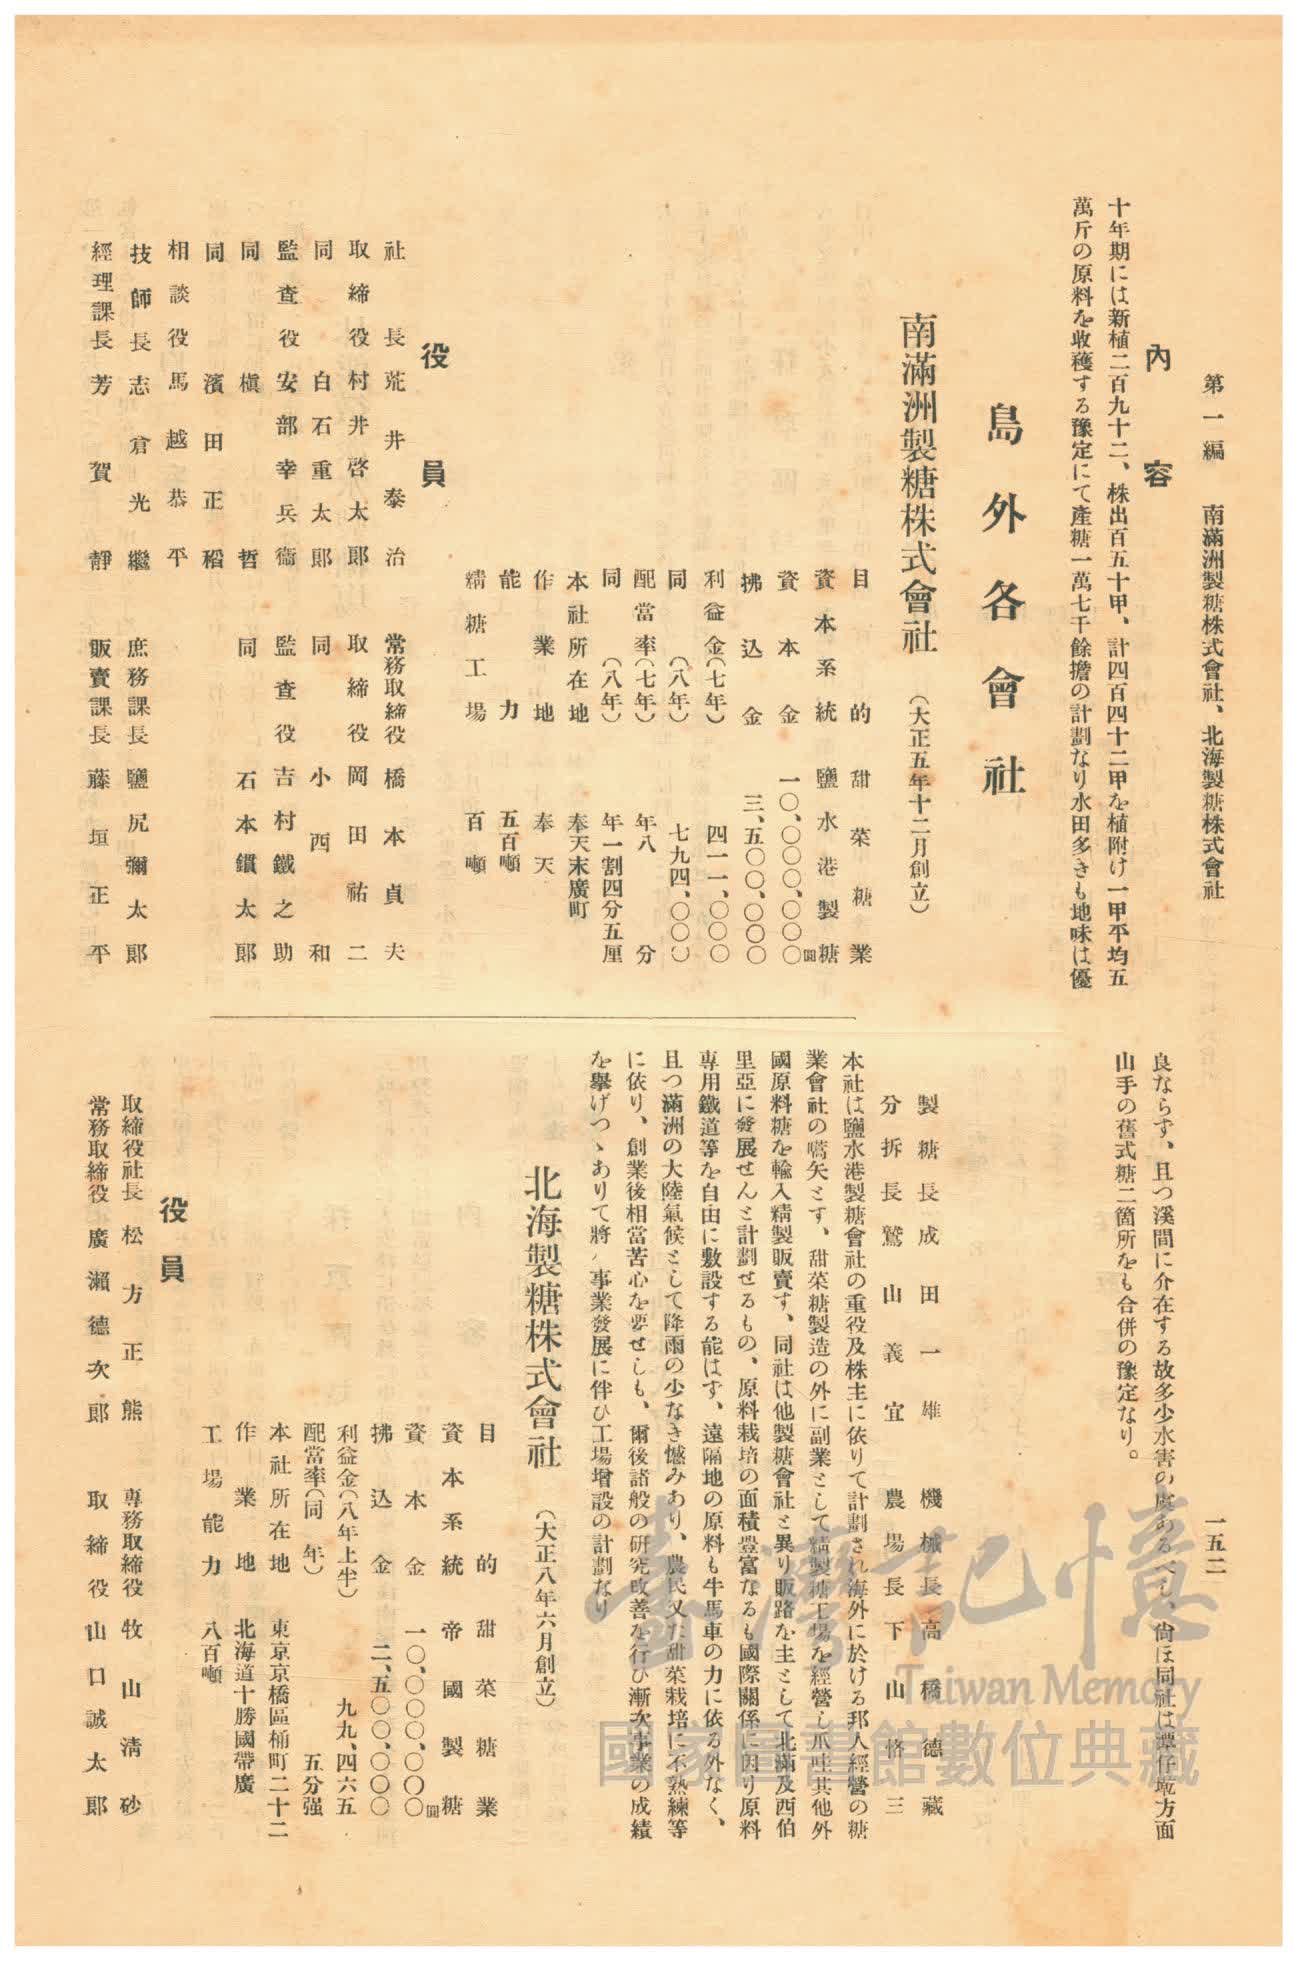 第一編　南滿洲製糖株式會社、北海製糖株式會社
一五二
內容
十年期には新植二百九十二、株出百五十甲、計四百四十二甲を植附け一甲平均五
萬斤の原料を收穫する豫定にて產糖一萬七千餘擔の計劃なり水田多きも地味は優
良ならず、且つ溪間に介在する故多少水害の虞あるべし、尙ほ同社は潭仔墘方面
山手の舊式糖二箇所をも合併の豫定なり。
島外各會社
南滿洲製糖株式會社　（大正五年十二月創立）
目的　甜菜糖業
資本系統　鹽水港製糖
資本金　一〇、〇〇〇、〇〇〇圓
拂込金　三、五〇〇、〇〇〇
利益金（七年）　四一一、〇〇〇
同（八年）　七九四、〇〇〇
配當率（七年）　年八分
同（八年）　年一割四分五厘
本社所在地　奉天末廣町
作業地　奉天
能力　五百噸
精糖工場　百噸
役員
社長　荒井泰治　常務取締役　橋本貞夫
取締役　村井啓太郞　取締役　岡田祐二
同　白石重太郞　同　小西和
監査役　安部幸兵衞　監査役　吉村鐵之助
同　槇哲　同　石本鏆太郞
同　濱田正稻
相談役　馬越恭平
技師長　志倉光繼　庶務課長　鹽尻彌太郞
經理課長　芳賀靜　販賣課長　藤垣正平
製糖長　成田一雄　機械長　高橋德藏
分拆長　鷲山義宜　農場長　下山恪三
本社は鹽水港製糖會社の重役及株主に依りて計劃され海外に於ける邦人經營の糖
業會社の嚆矢とす、甜菜糖製造の外に副業として精製糖工場を經營し爪哇其他外
國原料糖を輸入精製販賣す、同社は他製糖會社と異り販路を主として北滿及西伯
里亞に發展せんと計劃せるもの、原料栽培の面積豐富なるも國際關係に因り原料
專用鐵道等を自由に敷設する能はす、遠隔地の原料も牛馬車の力に依る外なく、
且つ滿洲の大陸氣候として降雨の少なき憾みあり、農民又た甜菜栽培に不熟練等
に依り、創業後相當苦心を要せしも、爾後諸般の硏究改善を行ひ漸次事業の成績
を擧げつゝありて將ヘ事業發展に伴ひ工場增設の計劃なり
北海製糖株式會社　（大正八年六月創立）
目的　甜菜糖業
資本系統　帝國製糖
資本金　一〇、〇〇〇、〇〇〇圓
拂込金　二、五〇〇、〇〇〇
利益金（八年上半）　九九、四六五
配當率（同年）　五分强
本社所在地　東京京橋區桶町二十二
作業地　北海道十勝國帶廣
工場能力　八百噸
役員
取締役社長　松方正熊　專務取締役　牧山淸砂
常務取締役　廣瀨德次郞　取締役　山口誠太郞
臺灣記憶
Taiwan Memory
國家圖書館數位典藏